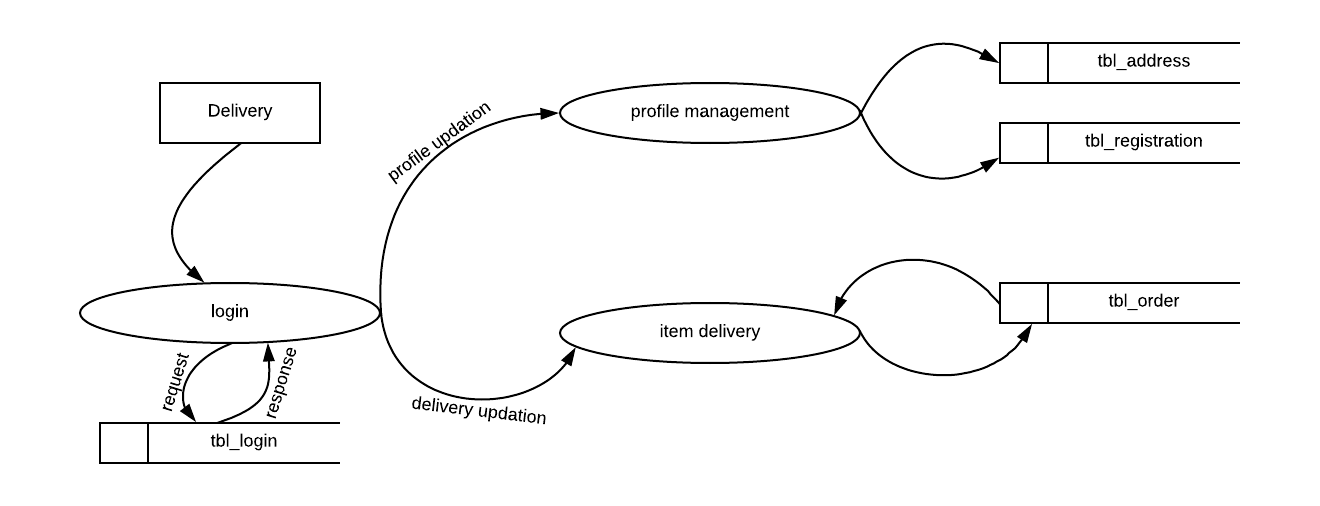 Delivery
profile updation
profile management
tbl_address
tbl_registration
login
request
response
tbl_login
delivery updation
item delivery
tbl_order